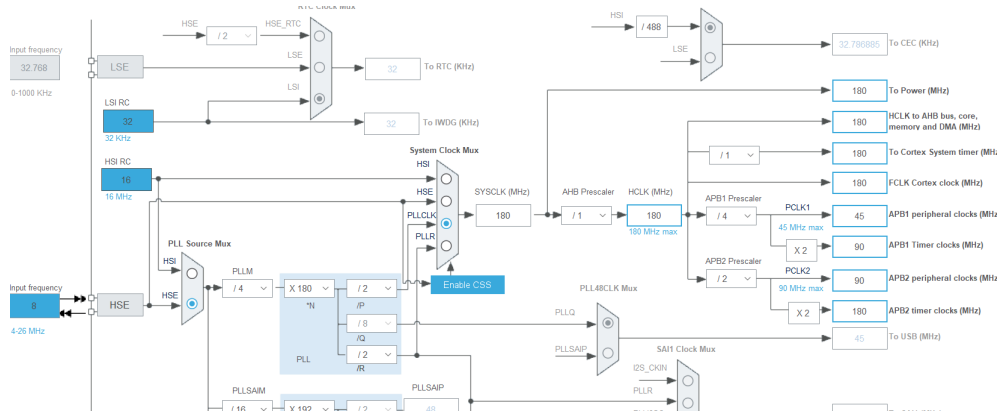 RTC Clock Mux
HSE
/ 2
HSE_RTC
LSE
LSI
32
To RTC (KHz)
32
To IWDG (KHz)
Input frequency
32.768
0-1000 KHz
LSE
LSI RC
32
32 KHz
HSI RC
16
16 MHz
HSI
/ 488
LSE
32.786885
To CEC (KHz)
System Clock Mux
HSI
HSE
PLLCLK
PLLR
Enable CSS
SYSCLK (MHz)
180
AHB Prescaler
/ 1
HCLK (MHz)
180
180 MHz max
180
To Power (MHz)
180
HCLK to AHB bus, core,
memory and DMA (MHz)
/ 1
180
To Cortex System timer (MHz
180
FCLK Cortex clock (MHz)
APB1 Prescaler
/ 4
PCLK1
45 MHz max
45
APB1 peripheral clocks (MHz
X 2
90
APB1 Timer clocks (MHz)
APB2 Prescaler
/ 2
PCLK2
90 MHz max
90
APB2 peripheral clocks (MHz
X 2
180
APB2 timer clocks (MHz)
PLL Source Mux
HSI
HSE
Input frequency
8
4-26 MHz
HSE
PLLM
/ 4
X 180
*N
/ 2
/P
/ 8
/Q
/ 2
/R
PLL
PLL48CLK Mux
PLLQ
PLLSAIP
45
To USB (MHz)
SAI1 Clock Mux
I2S_CKIN
PLLR
PLLSAIM
/ 16
X 192
/ 2
PLLSAIP
48